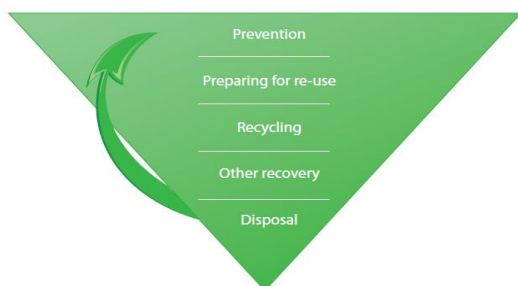 Prevention
Preparing for re-use
Recycling
Other recovery
Disposal